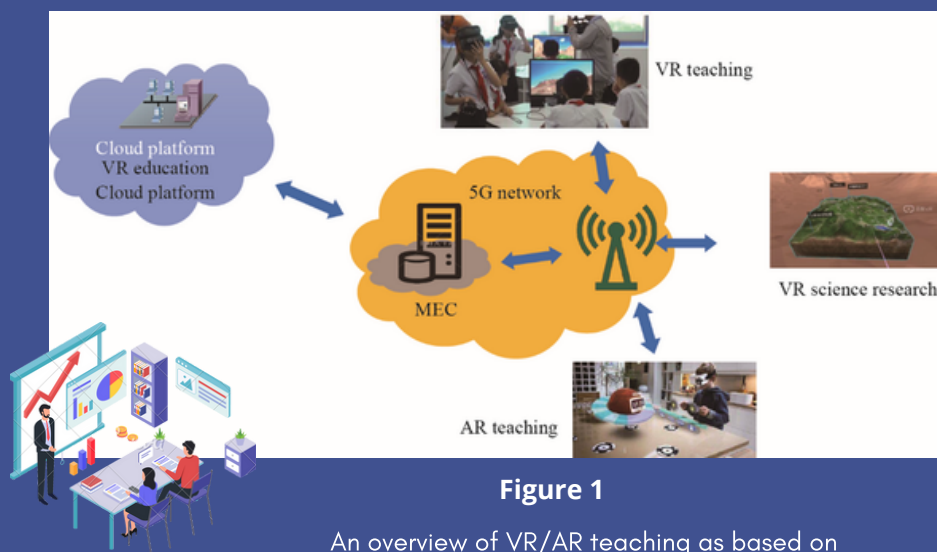 VR teaching
Cloud platform
VR education
Cloud platform
5G network
MEC
VR science research
AR teaching
Figure 1
An overview of VR/AR teaching as based on